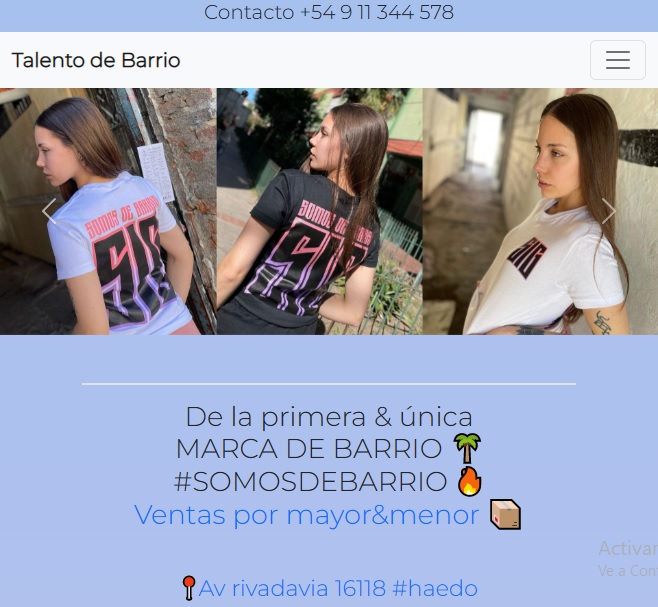 Contacto +54 9 11 344 578
Talento de Barrio
SOMOS DE BARRIO
SDB
De la primera & única
MARCA DE BARRIO 🌴
#SOMOSDEBARRIO 🔥
Ventas por mayor&menor 📦
Activar
Ve a Con
📍Av rivadavia 16118 #haedo